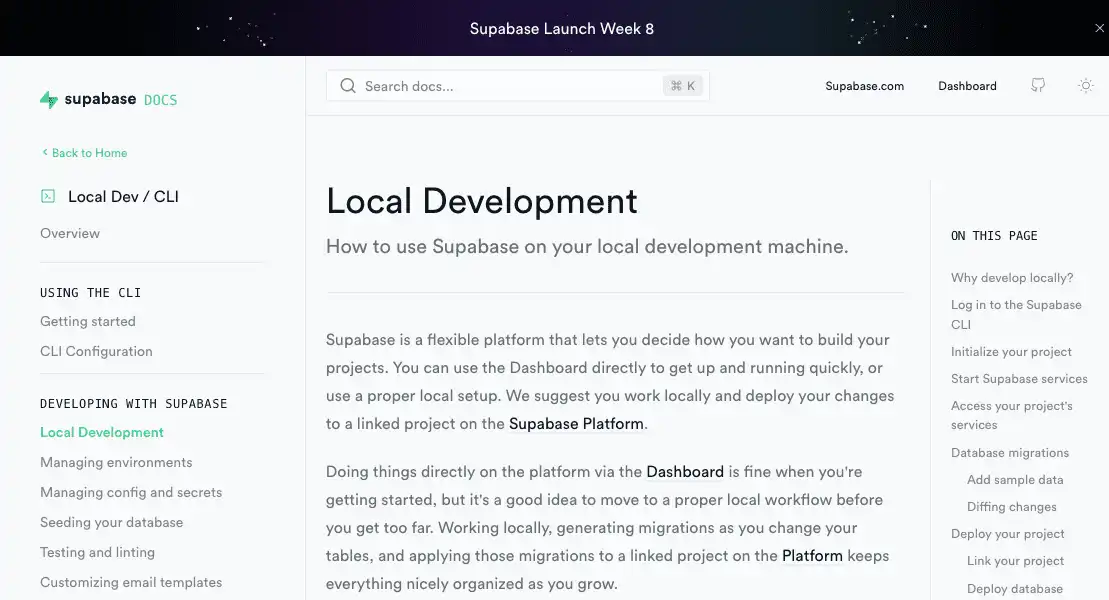 Supabase Launch Week 8
supabase DOCS
Search docs...
⌘ K
Supabase.com
Dashboard
Back to Home
Local Dev / CLI
Overview
USING THE CLI
Getting started
CLI Configuration
DEVELOPING WITH SUPABASE
Local Development
Managing environments
Managing config and secrets
Seeding your database
Testing and linting
Customizing email templates
Local Development
How to use Supabase on your local development machine.
Supabase is a flexible platform that lets you decide how you want to build your
projects. You can use the Dashboard directly to get up and running quickly, or
use a proper local setup. We suggest you work locally and deploy your changes
to a linked project on the Supabase Platform.
Doing things directly on the platform via the Dashboard is fine when you're
getting started, but it's a good idea to move to a proper local workflow before
you get too far. Working locally, generating migrations as you change your
tables, and applying those migrations to a linked project on the Platform keeps
everything nicely organized as you grow.
ON THIS PAGE
Why develop locally?
Log in to the Supabase
CLI
Initialize your project
Start Supabase services
Access your project's
services
Database migrations
Add sample data
Diffing changes
Deploy your project
Link your project
Deploy database